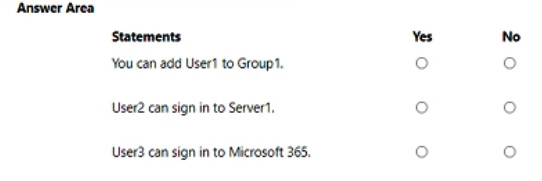 Answer Area
Statements Yes No
You can add User1 to Group1.
User2 can sign in to Server1.
User3 can sign in to Microsoft 365.